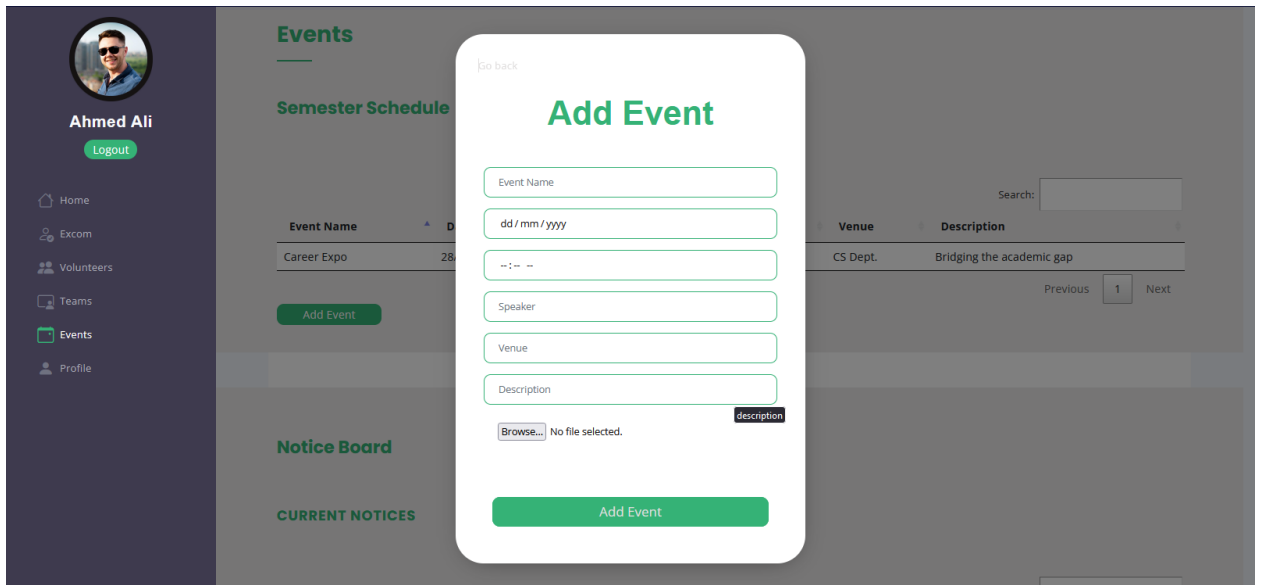 Ahmed Ali
Logout
Home
Excom
Volunteers
Teams
Events
Profile
Events
Semester Schedule
Search:
Event Name D Venue Description
Career Expo 28/ CS Dept. Bridging the academic gap
Previous 1 Next
Add Event
Notice Board
CURRENT NOTICES
Go back
Add Event
Event Name
dd / mm / yyyy
-- : -- --
Speaker
Venue
Description
description
Browse... No file selected.
Add Event